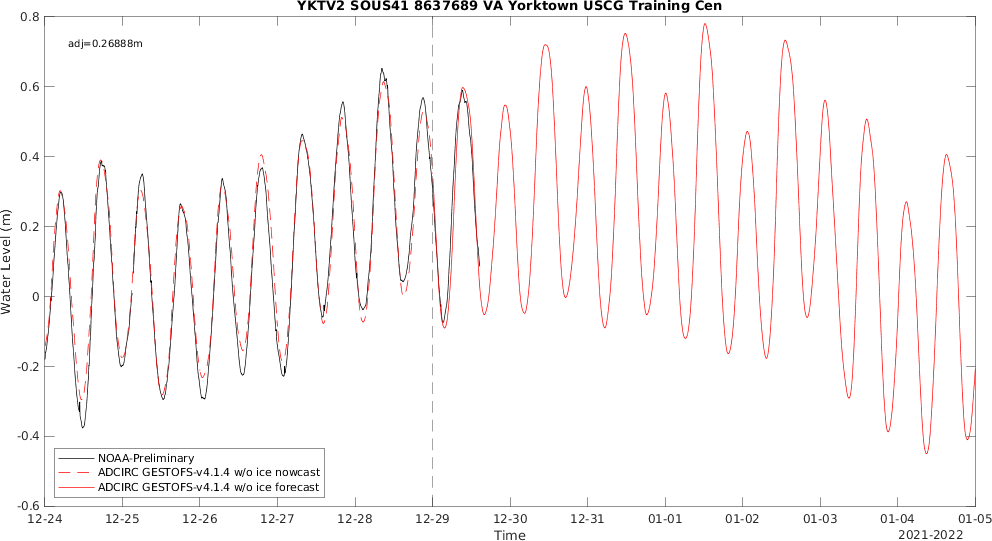 YKTV2 SOUS41 8637689 VA Yorktown USCG Training Cen
adj=0.26888m
0.8
0.6
0.4
0.2
0
-0.2
-0.4
-0.6
Water Level (m)
NOAA-Preliminary
ADCIRC GESTOFS-v4.1.4 w/o ice nowcast
ADCIRC GESTOFS-v4.1.4 w/o ice forecast
12-24 12-25 12-26 12-27 12-28 12-29 12-30 12-31 01-01 01-02 01-03 01-04 01-05
Time
2021-2022